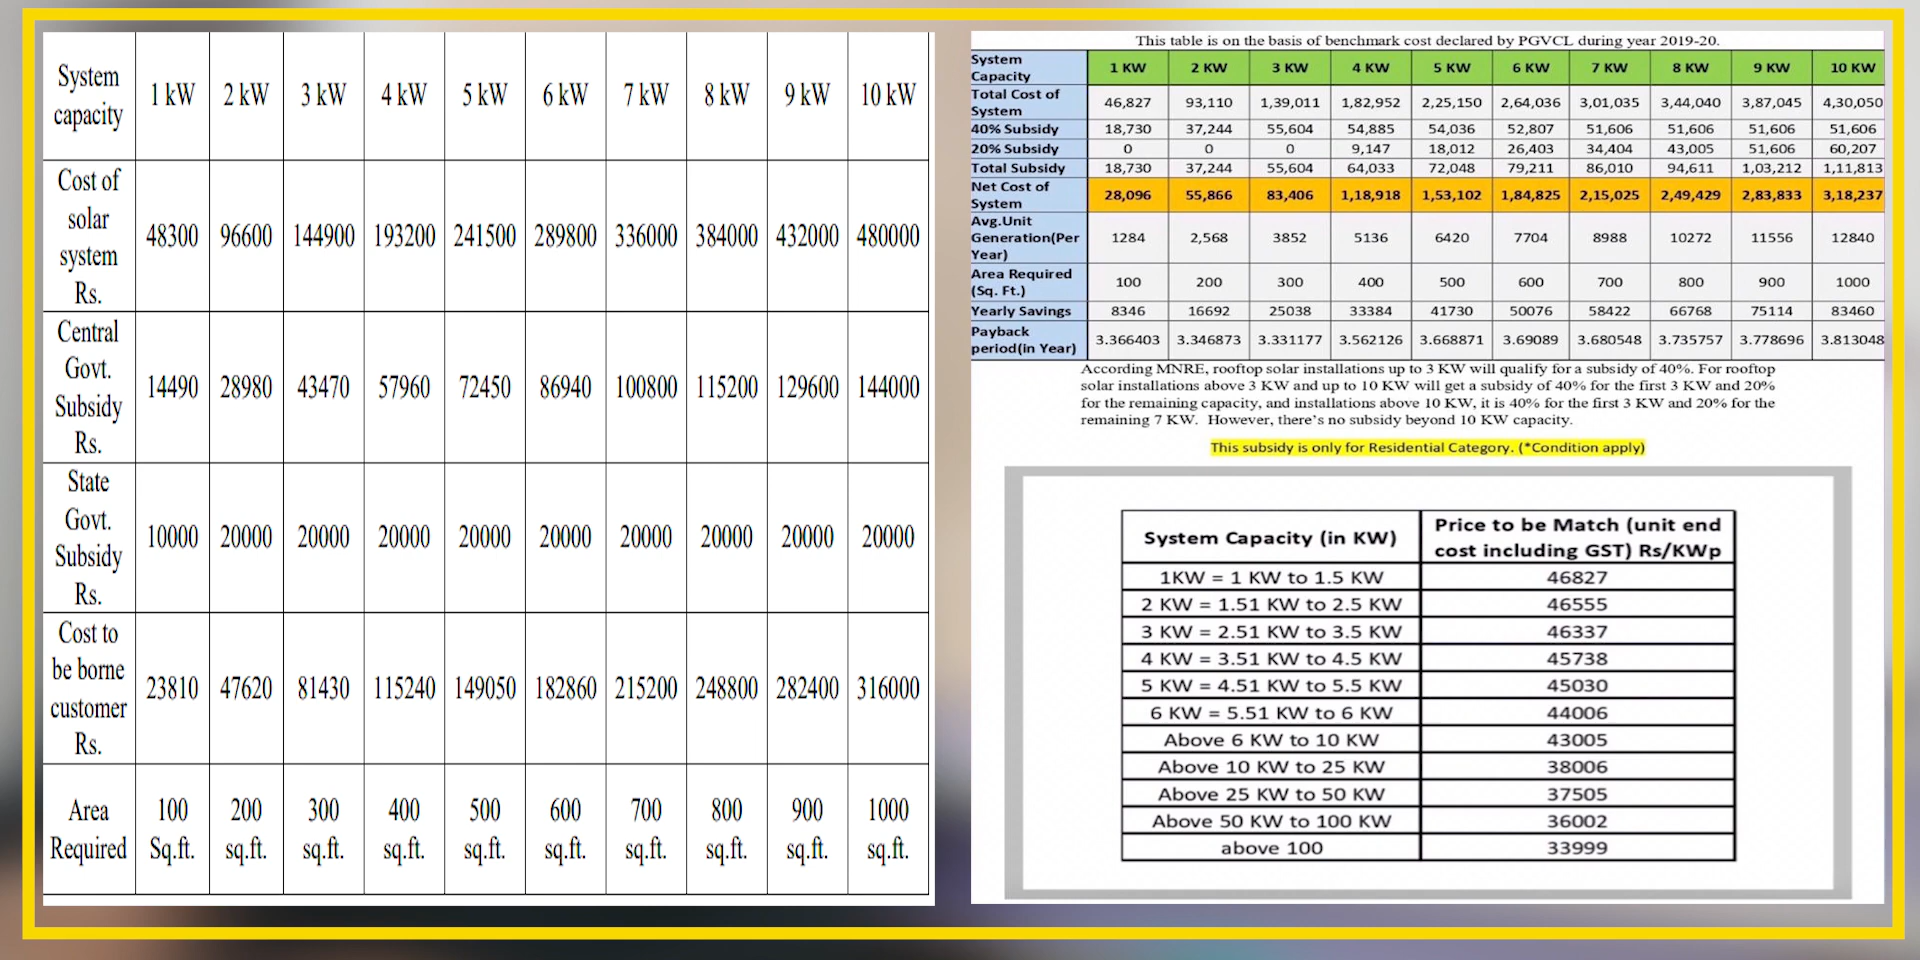 System capacity 1 kW 2 kW 3 kW 4 kW 5 kW 6 kW 7 kW 8 kW 9 kW 10 kW
Cost of solar system Rs. 48300 96600 144900 193200 241500 289800 336000 384000 432000 480000
Central Govt. Subsidy Rs. 14490 28980 43470 57960 72450 86940 100800 115200 129600 144000
State Govt. Subsidy Rs. 10000 20000 20000 20000 20000 20000 20000 20000 20000 20000
Cost to be borne customer Rs. 23810 47620 81430 115240 149050 182860 215200 248800 282400 316000
Area Required 100 Sq.ft. 200 sq.ft. 300 sq.ft. 400 sq.ft. 500 sq.ft. 600 sq.ft. 700 sq.ft. 800 sq.ft. 900 sq.ft. 1000 sq.ft.
This table is on the basis of benchmark cost declared by PGVCL during year 2019-20.
System Capacity 1 KW 2 KW 3 KW 4 KW 5 KW 6 KW 7 KW 8 KW 9 KW 10 KW
Total Cost of System 46,827 93,110 1,39,011 1,82,952 2,25,150 2,64,036 3,01,035 3,44,040 3,87,045 4,30,050
40% Subsidy 18,730 37,244 55,604 54,885 54,036 52,807 51,606 51,606 51,606 51,606
20% Subsidy 0 0 0 9,147 18,012 26,403 34,404 43,005 51,606 60,207
Total Subsidy 18,730 37,244 55,604 64,033 72,048 79,211 86,010 94,611 1,03,212 1,11,813
Net Cost of System 28,096 55,866 83,406 1,18,918 1,53,102 1,84,825 2,15,025 2,49,429 2,83,833 3,18,237
Avg.Unit Generation(Per Year) 1284 2,568 3852 5136 6420 7704 8988 10272 11556 12840
Area Required (Sq. Ft.) 100 200 300 400 500 600 700 800 900 1000
Yearly Savings 8346 16692 25038 33384 41730 50076 58422 66768 75114 83460
Payback period(in Year) 3.366403 3.346873 3.331177 3.562126 3.668871 3.69089 3.680548 3.735757 3.778696 3.813048
According MNRE, rooftop solar installations up to 3 KW will qualify for a subsidy of 40%. For rooftop
solar installations above 3 KW and up to 10 KW will get a subsidy of 40% for the first 3 KW and 20%
for the remaining capacity, and installations above 10 KW, it is 40% for the first 3 KW and 20% for the
remaining 7 KW. However, there's no subsidy beyond 10 KW capacity.
This subsidy is only for Residential Category. (*Condition apply)
System Capacity (in KW) Price to be Match (unit end cost including GST) Rs/KWp
1KW = 1 KW to 1.5 KW 46827
2 KW = 1.51 KW to 2.5 KW 46555
3 KW = 2.51 KW to 3.5 KW 46337
4 KW = 3.51 KW to 4.5 KW 45738
5 KW = 4.51 KW to 5.5 KW 45030
6 KW = 5.51 KW to 6 KW 44006
Above 6 KW to 10 KW 43005
Above 10 KW to 25 KW 38006
Above 25 KW to 50 KW 37505
Above 50 KW to 100 KW 36002
above 100 33999